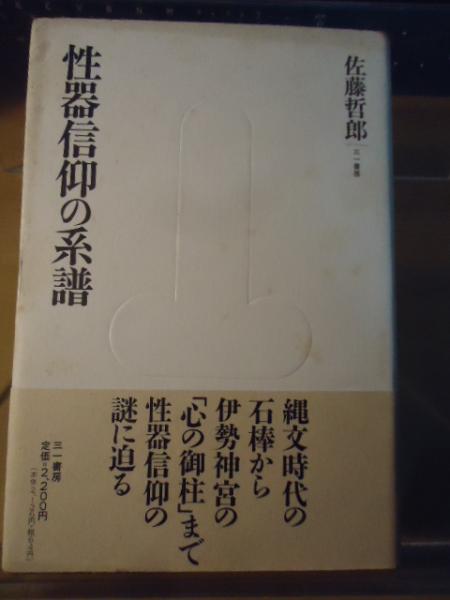 佐藤哲郎
三一書房
性器信仰の系譜
縄文時代の
石棒から
伊勢神宮の
「心の御柱」まで
性器信仰の
謎に迫る
三一書房
定価=2,200円